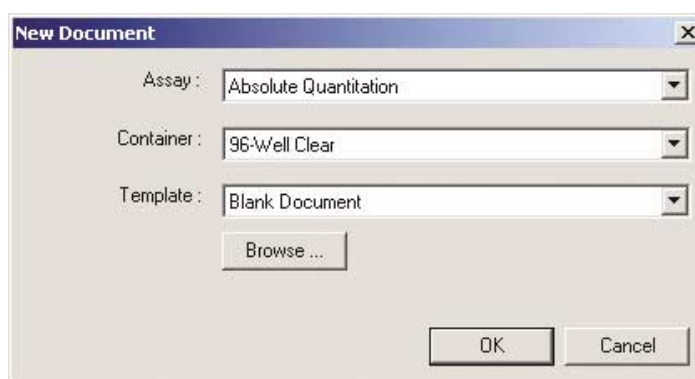 New Document
Assay : Absolute Quantitation
Container : 96-Well Clear
Template : Blank Document
Browse ...
OK Cancel